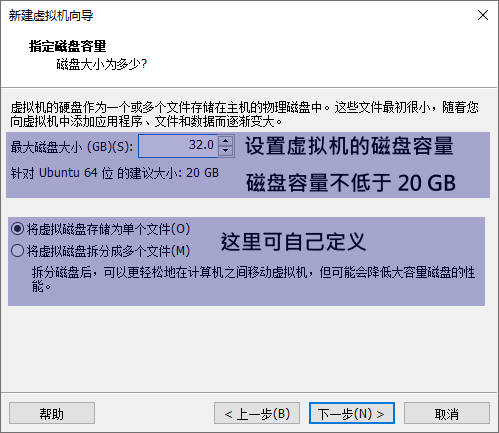 新建虚拟机向导
指定磁盘容量
磁盘大小为多少?
虚拟机的硬盘作为一个或多个文件存储在主机的物理磁盘中。这些文件最初很小，随着您
向虚拟机中添加应用程序、文件和数据而逐渐变大。
最大磁盘大小 (GB)(S): 32.0 设置虚拟机的磁盘容量
针对 Ubuntu 64 位 的建议大小: 20 GB 磁盘容量不低于 20 GB
将虚拟磁盘存储为单个文件(O)
这里可自己定义
将虚拟磁盘拆分成多个文件(M)
拆分磁盘后，可以更轻松地在计算机之间移动虚拟机，但可能会降低大容量磁盘的性
能。
帮助 < 上一步(B) 下一步(N) > 取消